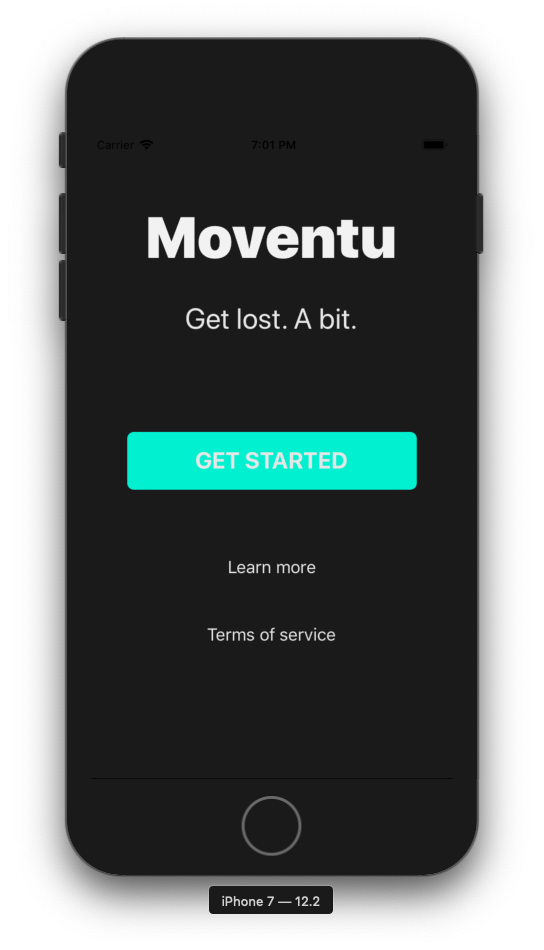 Carrier 7:01 PM
Moventu
Get lost. A bit.
GET STARTED
Learn more
Terms of service
iPhone 7 — 12.2